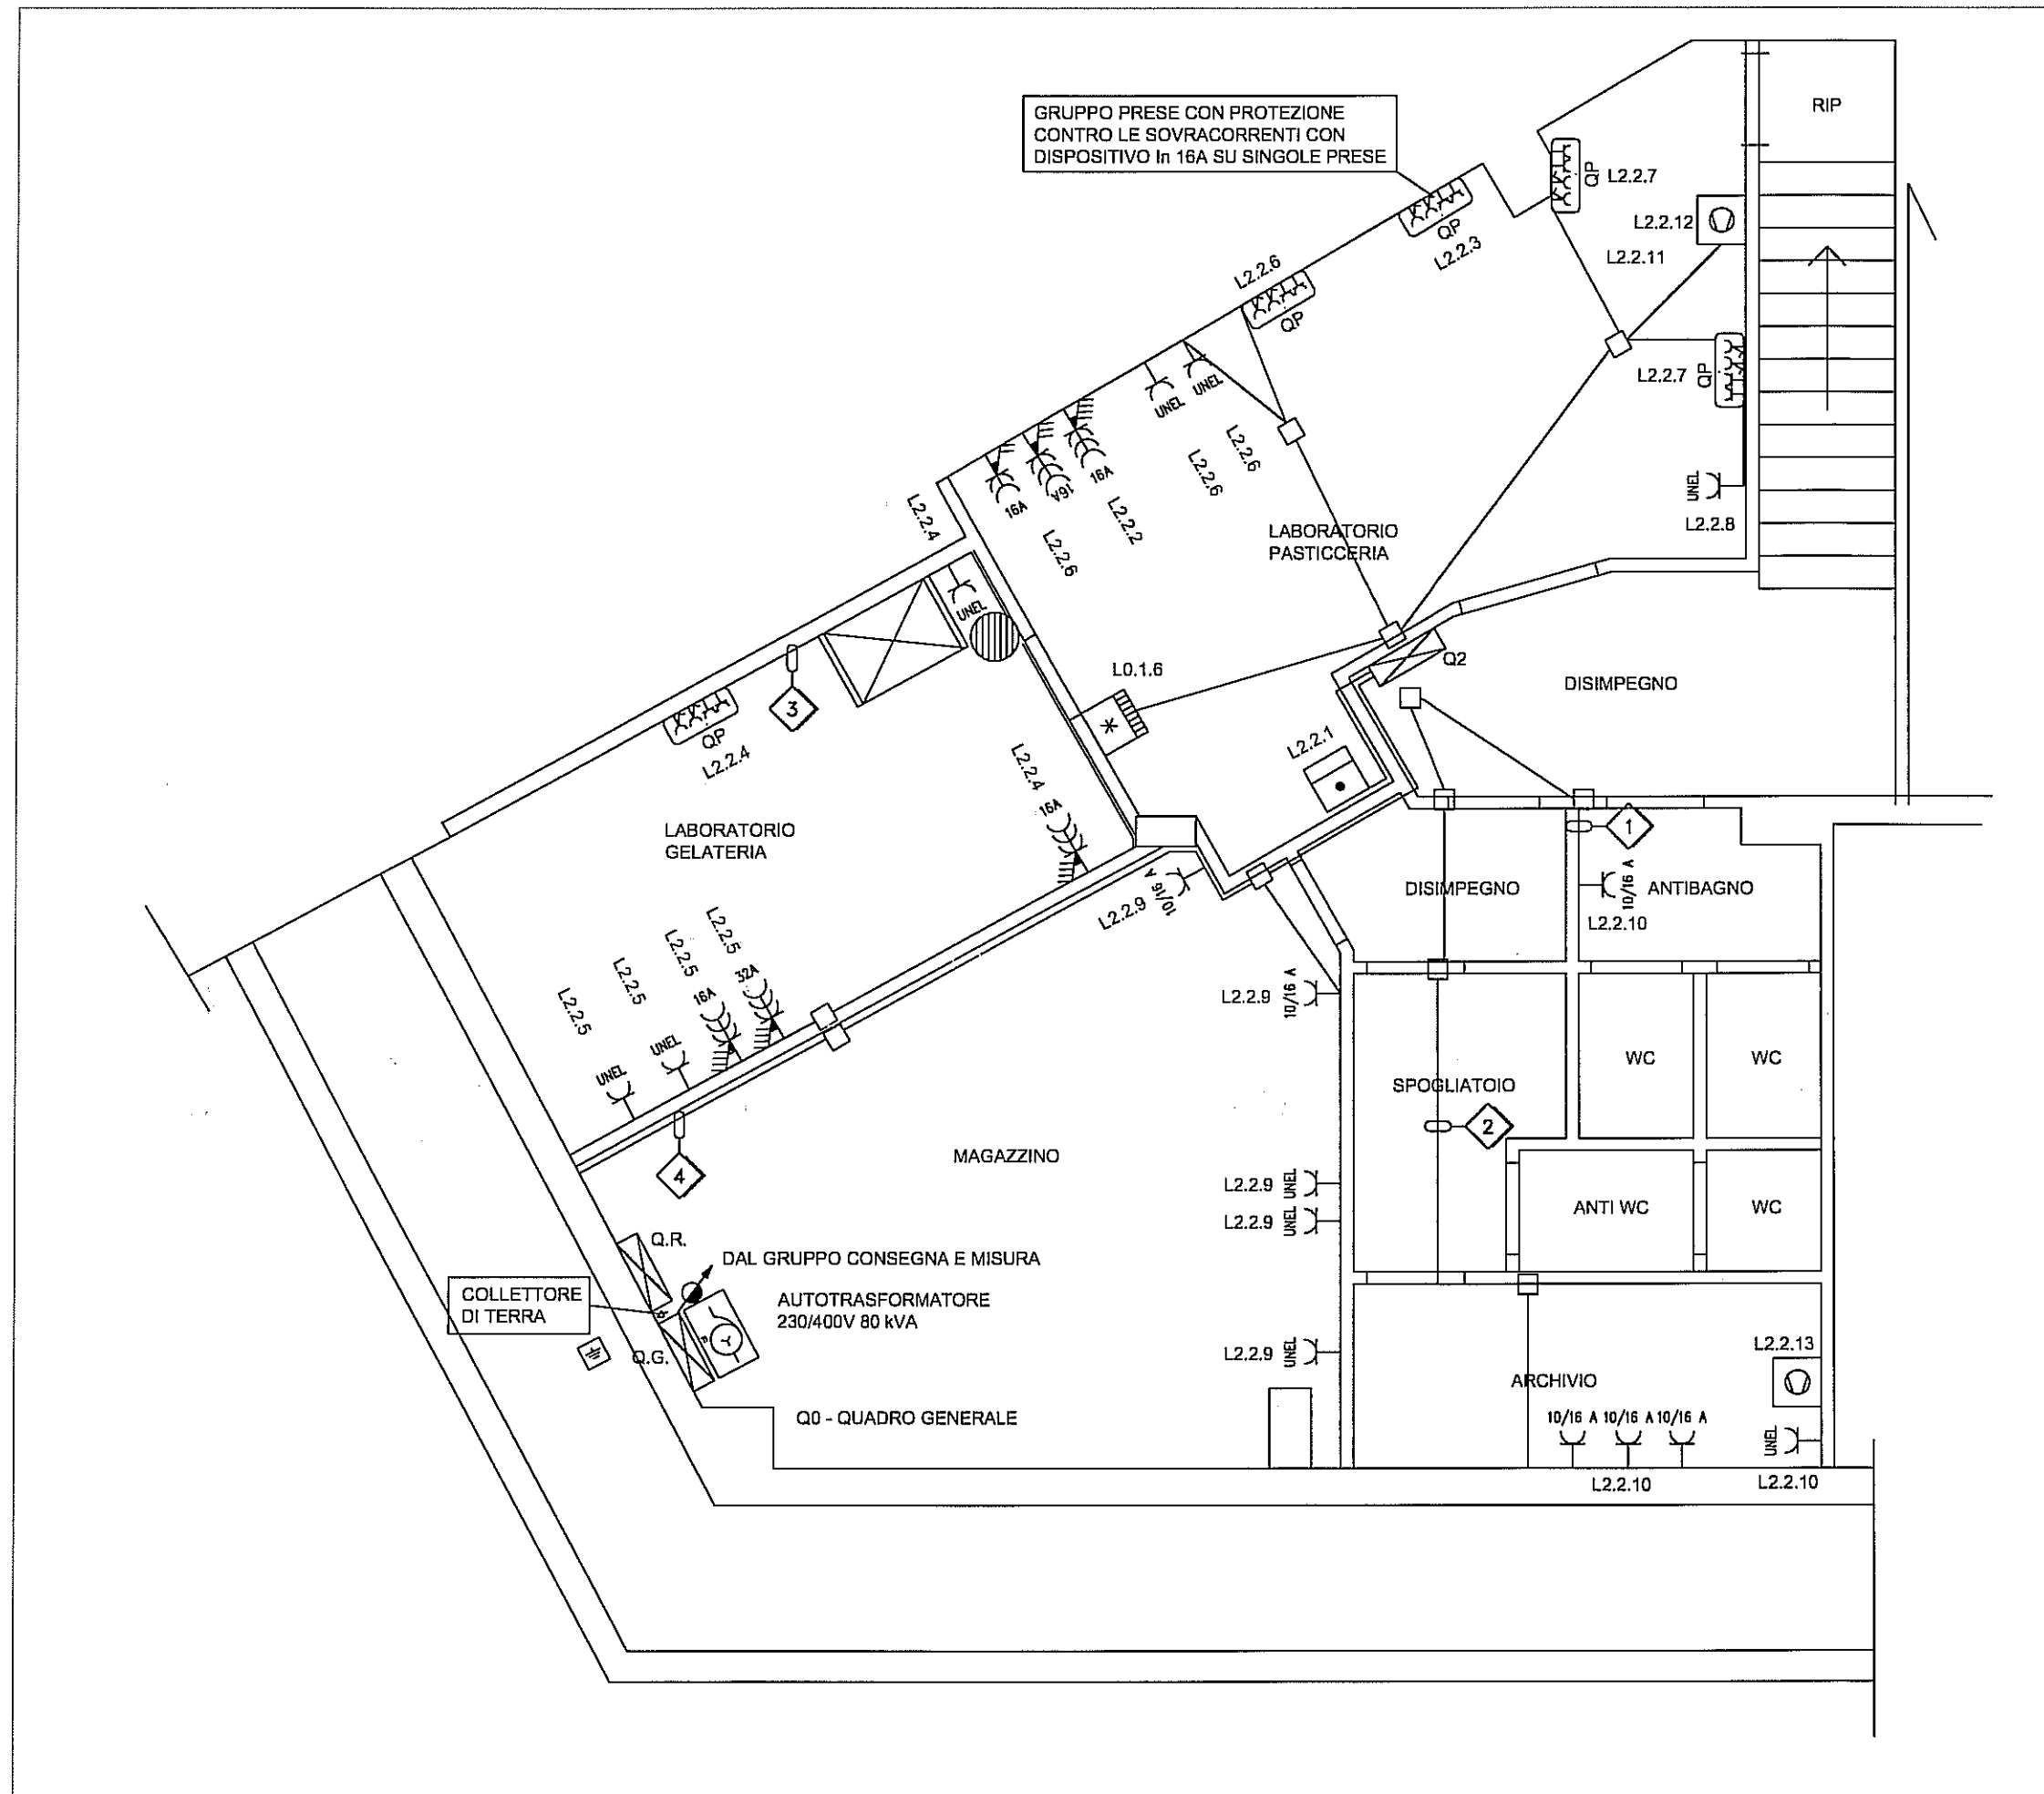 RIP
GRUPPO PRESE CON PROTEZIONE
CONTRO LE SOVRACORRENTI CON
DISPOSITIVO In 16A SU SINGOLE PRESE
QP
L2.2.7
QP
L2.2.3
L2.2.12
L2.2.11
L2.2.6
QP
L2.2.7
QP
UNEL
UNEL
16A
16A
16A
L2.2.6
L2.2.6
L2.2.2
L2.2.6
L2.2.4
UNEL
L2.2.8
LABORATORIO
PASTICCERIA
UNEL
L0.1.6
Q2
DISIMPEGNO
3
QP
L2.2.4
L2.2.1
L2.2.4
16A
LABORATORIO
GELATERIA
1
10/16 A
L2.2.9
DISIMPEGNO
10/16 A
ANTIBAGNO
L2.2.10
L2.2.5
L2.2.5
L2.2.5
L2.2.5
32A
16A
UNEL
UNEL
L2.2.9
10/16 A
WC
WC
SPOGLIATOIO
2
MAGAZZINO
4
L2.2.9
UNEL
L2.2.9
UNEL
ANTI WC
WC
Q.R.
DAL GRUPPO CONSEGNA E MISURA
COLLETTORE
DI TERRA
AUTOTRASFORMATORE
230/400V 80 kVA
Q.G.
L2.2.9
UNEL
L2.2.13
ARCHIVIO
Q0 - QUADRO GENERALE
10/16 A 10/16 A 10/16 A
UNEL
L2.2.10
L2.2.10